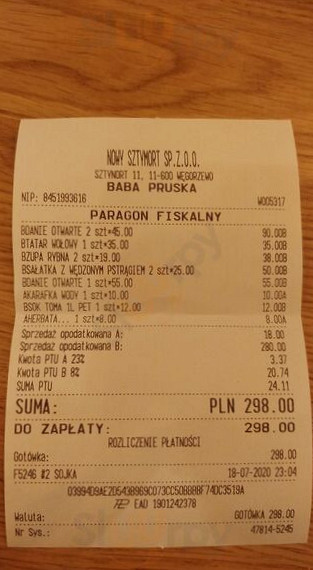 NOWY SZTYNORT SP.Z.O.O.
SZTYNORT 11, 11-600 WĘGORZEWO
BABA PRUSKA
NIP: 8451993616 W005317
PARAGON FISKALNY
BDANIE OTWARTE 2 szt*45.00 90.00B
BTATAR WOŁOWY 1 szt*35.00 35.00B
BZUPA RYBNA 2 szt*19.00 38.00B
BSAŁATKA Z WĘDZONYM PSTRĄGIEM 2 szt*25.00 50.00B
BDANIE OTWARTE 1 szt*55.00 55.00B
AKARAFKA WODY 1 szt*10.00 10.00A
BSOK TOMA 1L PET 1 szt*12.00 12.00B
AHERBATA... 1 szt*8.00 8.00A
Sprzedaż opodatkowana A: 18.00
Sprzedaż opodatkowana B: 280.00
Kwota PTU A 23% 3.37
Kwota PTU B 8% 20.74
SUMA PTU 24.11
SUMA: PLN 298.00
DO ZAPŁATY: 298.00
ROZLICZENIE PŁATNOŚCI
Gotówka: 298.00
F5246 #2 SOJKA 18-07-2020 23:04
EAD 1901242378
Waluta: GOTÓWKA 298.00
Nr Sys.: 47814-5245